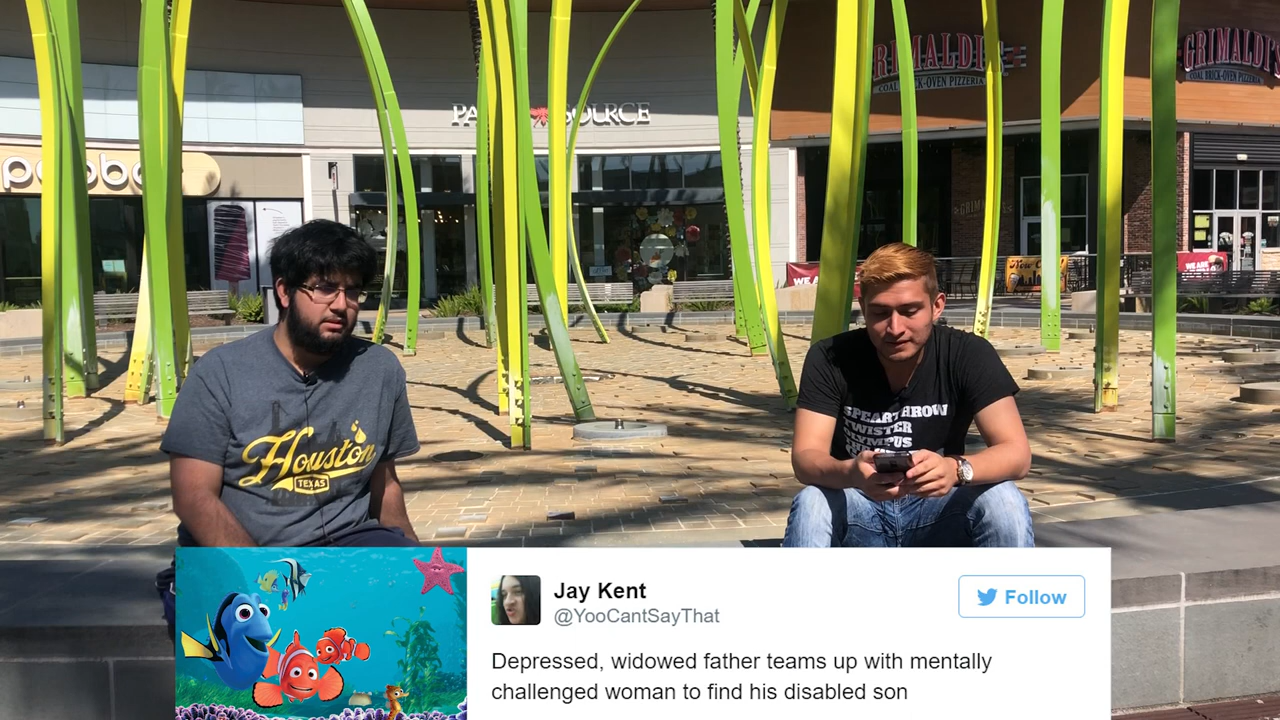 GRIMALDI
COAL BRICK-OVEN PIZZERIA
GRIMALDI'S
COAL BRICK-OVEN PIZZERIA
SOURCE
Houston
TEXAS
TWISTER
Jay Kent
@YooCantSayThat
Follow
Depressed, widowed father teams up with mentally
challenged woman to find his disabled son